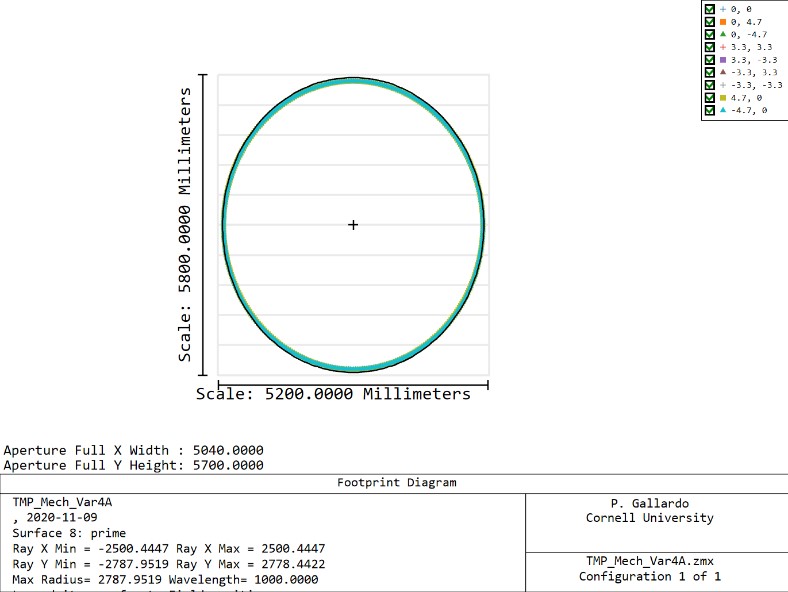 0, 0
0, 4.7
0, -4.7
3.3, 3.3
3.3, -3.3
-3.3, 3.3
-3.3, -3.3
4.7, 0
-4.7, 0
Scale: 5800.0000 Millimeters
Scale: 5200.0000 Millimeters
Aperture Full X Width : 5040.0000
Aperture Full Y Height: 5700.0000
Footprint Diagram
TMP_Mech_Var4A
, 2020-11-09
Surface 8: prime
Ray X Min = -2500.4447 Ray X Max = 2500.4447
Ray Y Min = -2787.9519 Ray Y Max = 2778.4422
Max Radius= 2787.9519 Wavelength= 1000.0000
P. Gallardo
Cornell University
TMP_Mech_Var4A.zmx
Configuration 1 of 1